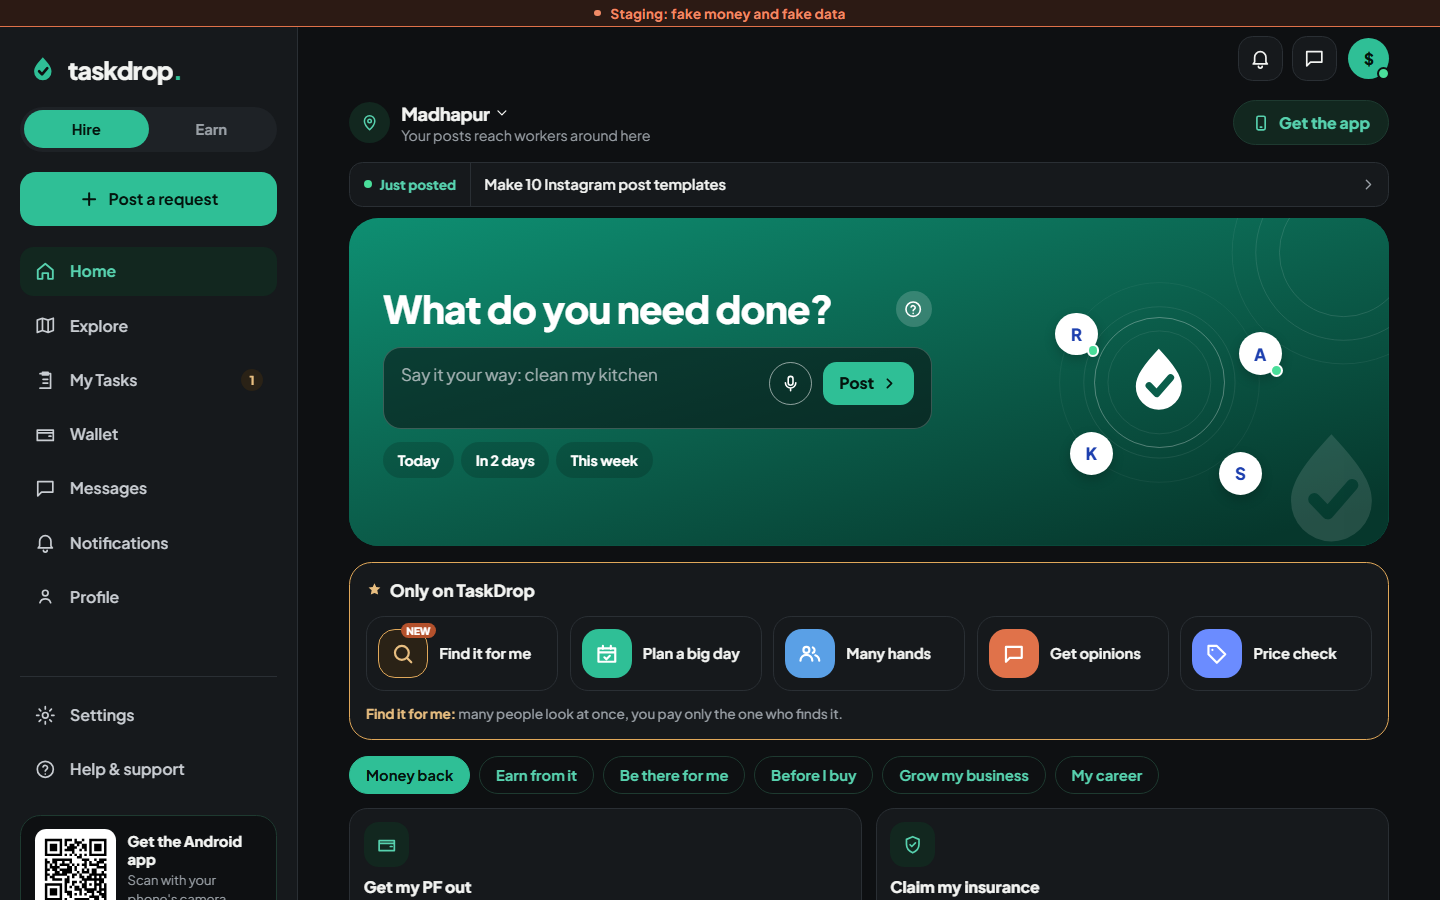 Staging: fake money and fake data
taskdrop.
Hire
Earn
Post a request
Home
Explore
My Tasks
1
Wallet
Messages
Notifications
Profile
Settings
Help & support
Get the Android
app
Scan with your
phone's camera
$
Madhapur
Your posts reach workers around here
Get the app
Just posted
Make 10 Instagram post templates
What do you need done?
Say it your way: clean my kitchen
Post
Today
In 2 days
This week
R
A
K
S
Only on TaskDrop
NEW
Find it for me
Plan a big day
Many hands
Get opinions
Price check
Find it for me: many people look at once, you pay only the one who finds it.
Money back
Earn from it
Be there for me
Before I buy
Grow my business
My career
Get my PF out
Claim my insurance